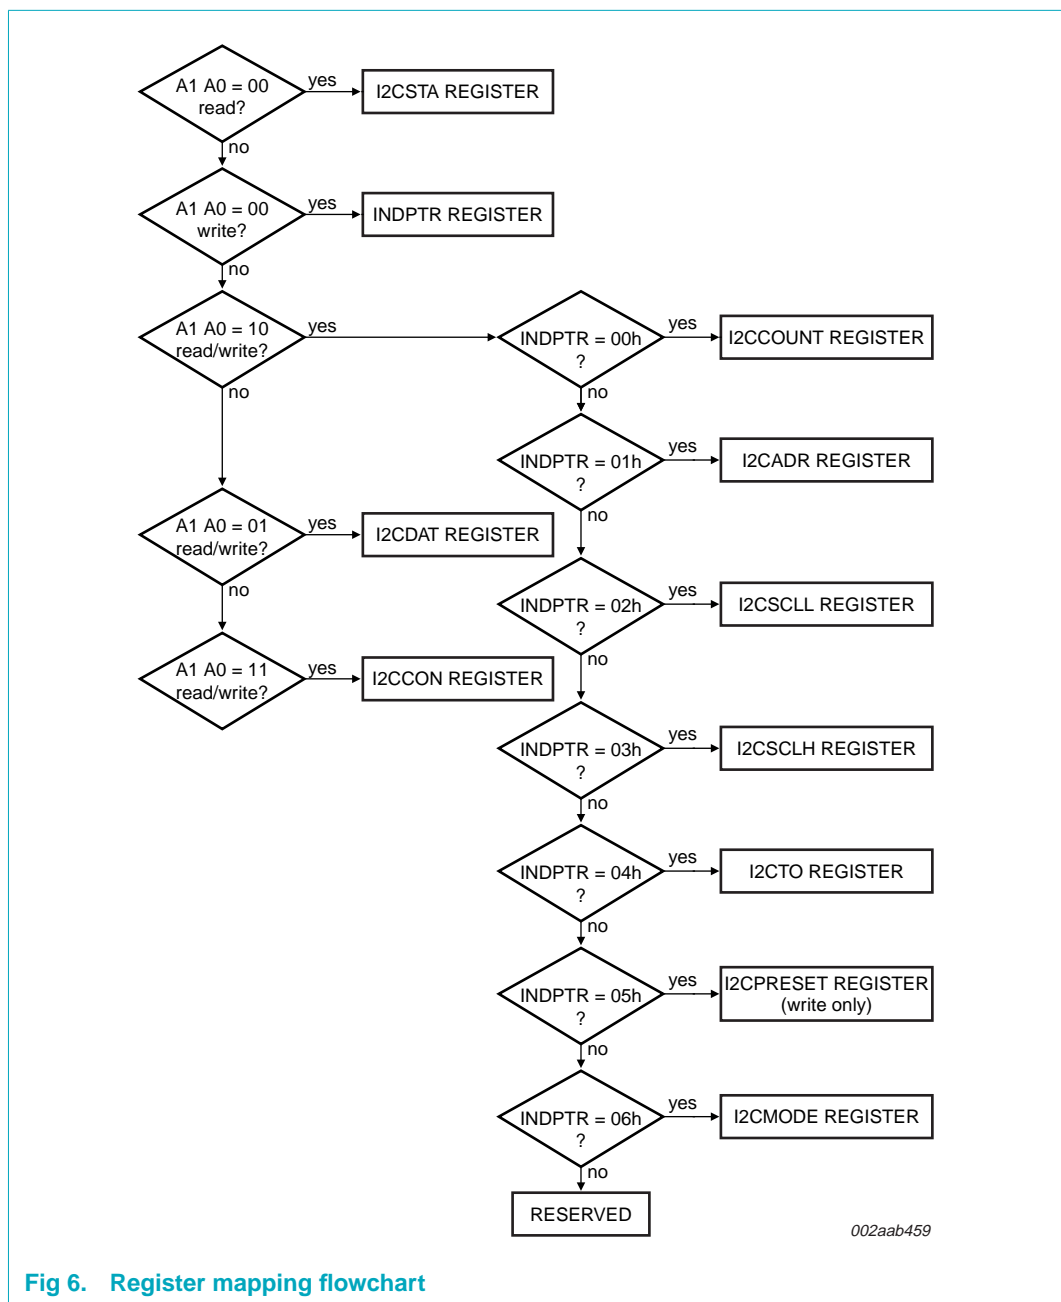 A1 A0 = 00
read?
yes
I2CSTA REGISTER
no
A1 A0 = 00
write?
yes
INDPTR REGISTER
no
A1 A0 = 10
read/write?
yes
no
INDPTR = 00h
?
yes
I2CCOUNT REGISTER
no
INDPTR = 01h
?
yes
I2CADR REGISTER
no
A1 A0 = 01
read/write?
yes
I2CDAT REGISTER
no
INDPTR = 02h
?
yes
I2CSCLL REGISTER
no
A1 A0 = 11
read/write?
yes
I2CCON REGISTER
INDPTR = 03h
?
yes
I2CSCLH REGISTER
no
INDPTR = 04h
?
yes
I2CTO REGISTER
no
INDPTR = 05h
?
yes
I2CPRESET REGISTER
(write only)
no
INDPTR = 06h
?
yes
I2CMODE REGISTER
no
RESERVED
002aab459
Fig 6. Register mapping flowchart